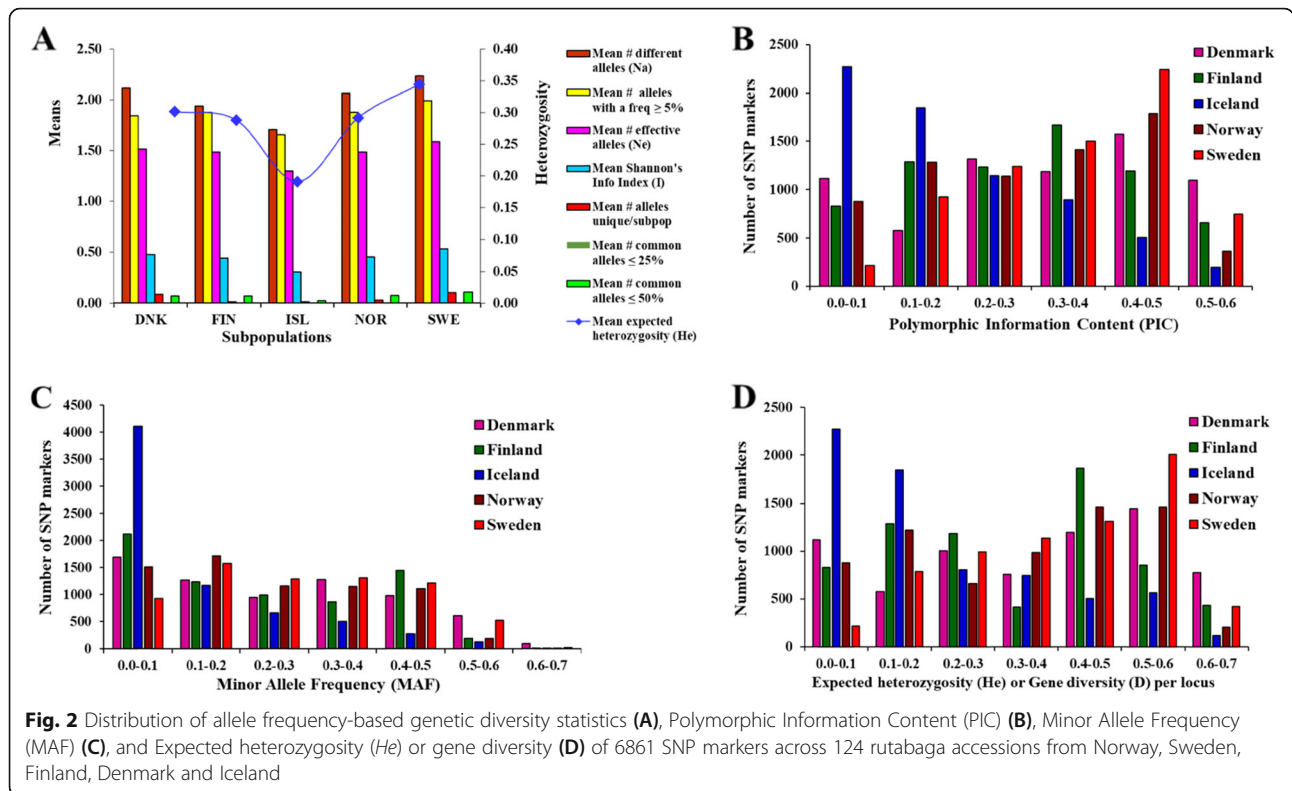 A
2.50
2.00
1.50
1.00
0.50
0.00
Means
0.40
0.35
0.30
0.25
0.20
0.15
0.10
0.05
0.00
Heterozygosity
DNK FIN ISL NOR SWE
Subpopulations
Mean # different
alleles (Na)
Mean # alleles
with a freq ≥ 5%
Mean # effective
alleles (Ne)
Mean Shannon's
Info Index (I)
Mean # alleles
unique/subpop
Mean # common
alleles ≤ 25%
Mean # common
alleles ≤ 50%
Mean expected
heterozygosity (He)
B
2500
2000
1500
1000
500
0
Number of SNP markers
Denmark
Finland
Iceland
Norway
Sweden
0.0-0.1 0.1-0.2 0.2-0.3 0.3-0.4 0.4-0.5 0.5-0.6
Polymorphic Information Content (PIC)
C
4500
4000
3500
3000
2500
2000
1500
1000
500
0
Number of SNP markers
Denmark
Finland
Iceland
Norway
Sweden
0.0-0.1 0.1-0.2 0.2-0.3 0.3-0.4 0.4-0.5 0.5-0.6 0.6-0.7
Minor Allele Frequency (MAF)
D
2500
2000
1500
1000
500
0
Number of SNP markers
Denmark
Finland
Iceland
Norway
Sweden
0.0-0.1 0.1-0.2 0.2-0.3 0.3-0.4 0.4-0.5 0.5-0.6 0.6-0.7
Expected heterozygosity (He) or Gene diversity (D) per locus
Fig. 2 Distribution of allele frequency-based genetic diversity statistics (A), Polymorphic Information Content (PIC) (B), Minor Allele Frequency
(MAF) (C), and Expected heterozygosity (He) or gene diversity (D) of 6861 SNP markers across 124 rutabaga accessions from Norway, Sweden,
Finland, Denmark and Iceland